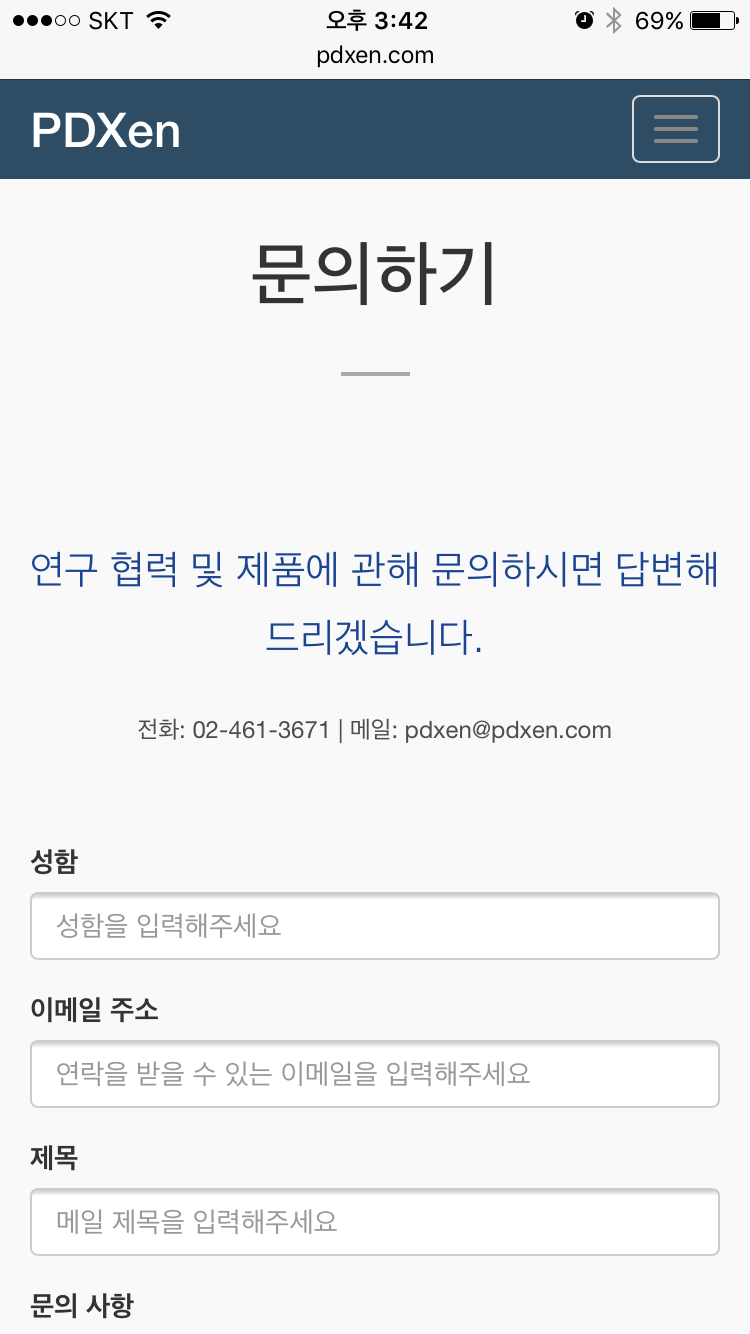 SKT 오후 3:42 69%
pdxen.com
PDXen
문의하기
연구 협력 및 제품에 관해 문의하시면 답변해
드리겠습니다.
전화: 02-461-3671 | 메일: pdxen@pdxen.com
성함
성함을 입력해주세요
이메일 주소
연락을 받을 수 있는 이메일을 입력해주세요
제목
메일 제목을 입력해주세요
문의 사항